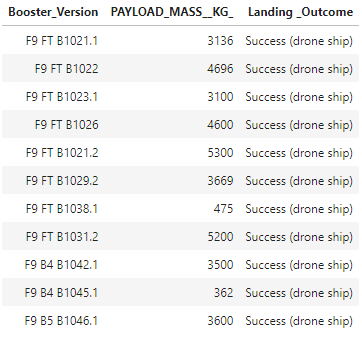 Booster_Version PAYLOAD_MASS__KG_ Landing _Outcome
F9 FT B1021.1 3136 Success (drone ship)
F9 FT B1022 4696 Success (drone ship)
F9 FT B1023.1 3100 Success (drone ship)
F9 FT B1026 4600 Success (drone ship)
F9 FT B1021.2 5300 Success (drone ship)
F9 FT B1029.2 3669 Success (drone ship)
F9 FT B1038.1 475 Success (drone ship)
F9 FT B1031.2 5200 Success (drone ship)
F9 B4 B1042.1 3500 Success (drone ship)
F9 B4 B1045.1 362 Success (drone ship)
F9 B5 B1046.1 3600 Success (drone ship)